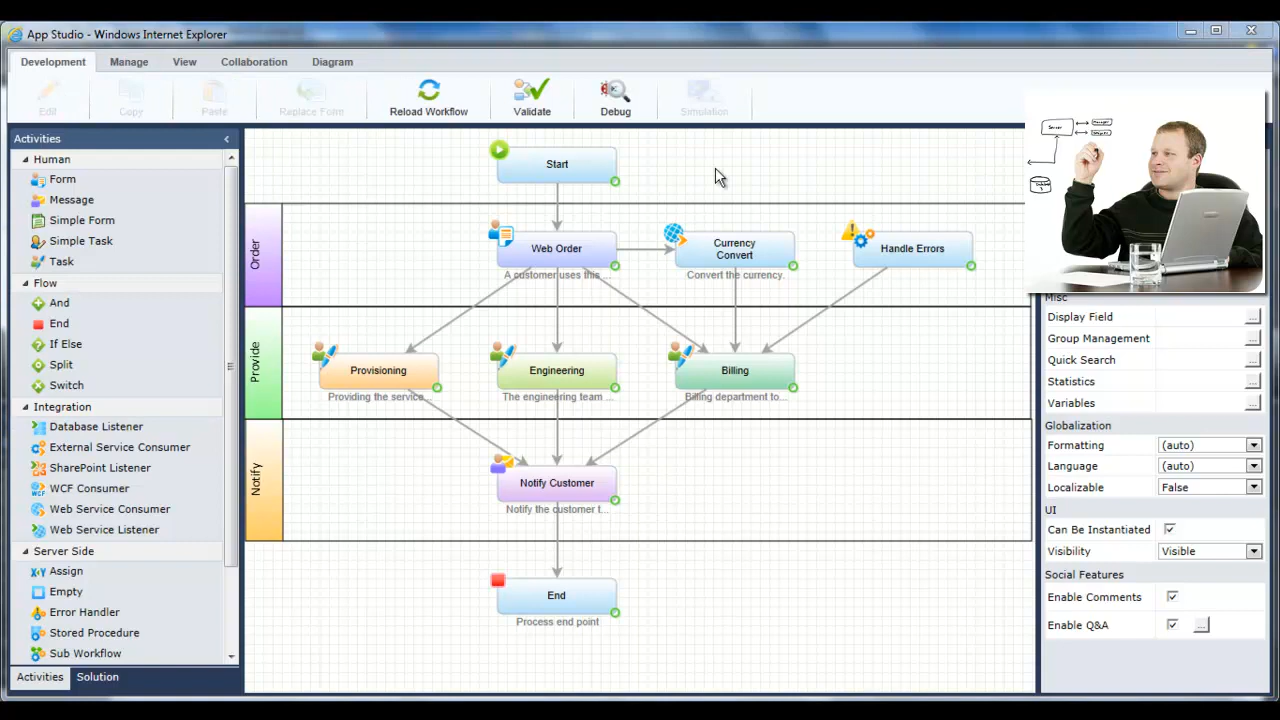 App Studio - Windows Internet Explorer
Development
Manage
View
Collaboration
Diagram
Edit
Copy
Paste
Replace Form
Reload Workflow
Validate
Debug
Simulation
Activities
Human
Form
Message
Simple Form
Simple Task
Task
Flow
And
End
If Else
Split
Switch
Integration
Database Listener
External Service Consumer
SharePoint Listener
WCF Consumer
Web Service Consumer
Web Service Listener
Server Side
Assign
Empty
Error Handler
Stored Procedure
Sub Workflow
Activities
Solution
Start
Order
Web Order
A customer uses this ...
Currency
Convert
Convert the currency.
Handle Errors
Provide
Provisioning
Providing the service...
Engineering
The engineering team ...
Billing
Billing department to...
Notify
Notify Customer
Notify the customer t...
End
Process end point
Server
Misc
Display Field
...
Group Management
...
Quick Search
...
Statistics
...
Variables
...
Globalization
Formatting
(auto)
Language
(auto)
Localizable
False
UI
Can Be Instantiated
Visibility
Visible
Social Features
Enable Comments
Enable Q&A
...